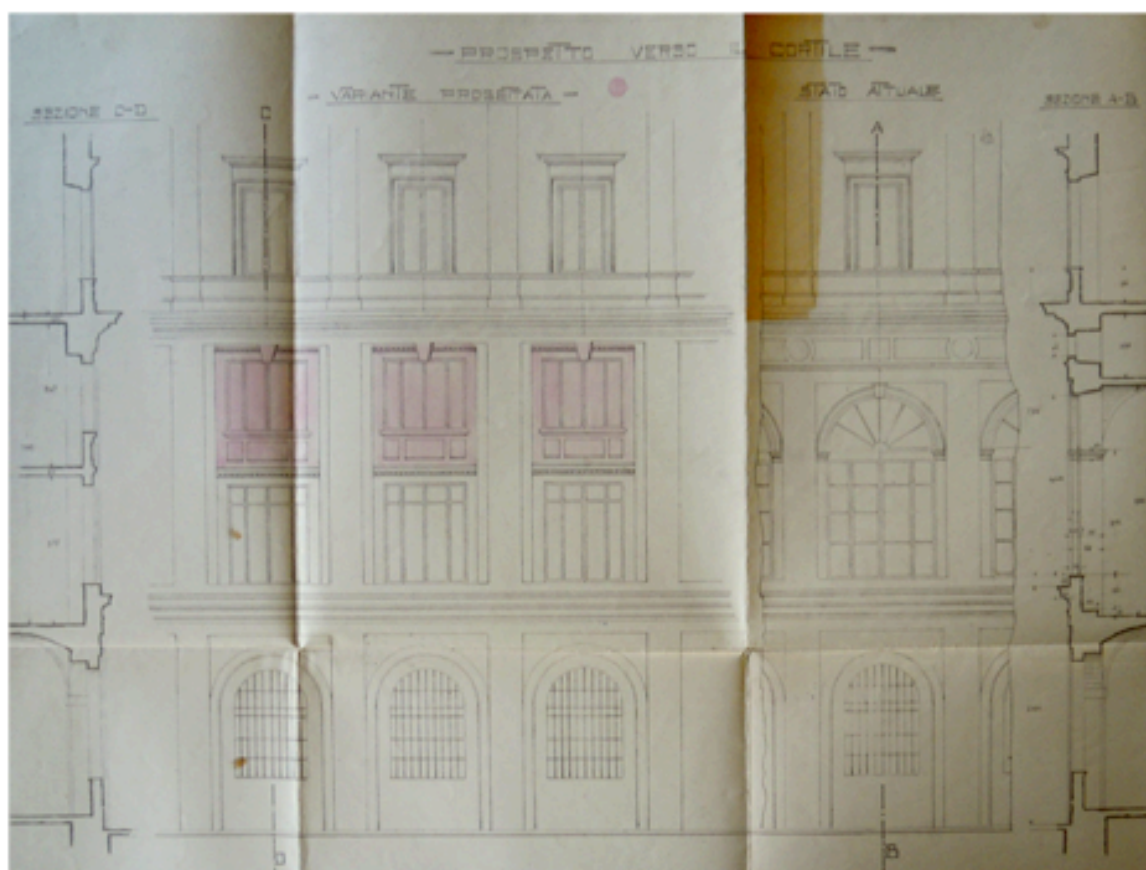 — PROSPETTO VERSO IL CORTILE —
- VARIANTE PROGETTATA -
STATO ATTUALE
SEZIONE C-D
SEZIONE A-B
C
A
D
B